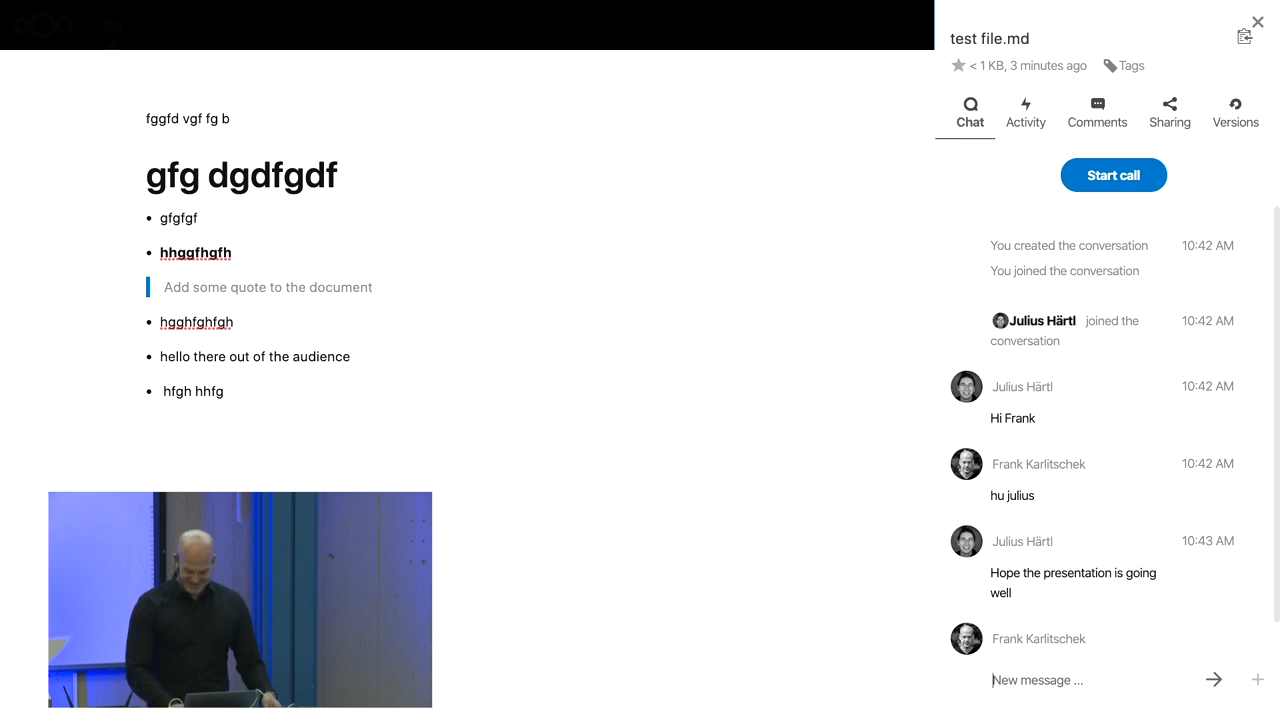 test file.md
< 1 KB, 3 minutes ago Tags
Chat Activity Comments Sharing Versions
Start call
fggfd vgf fg b
gfg dgdfgdf
• gfgfgf
• hhggfhgfh
Add some quote to the document
• hgghfghfgh
• hello there out of the audience
• hfgh hhfg
You created the conversation 10:42 AM
You joined the conversation
Julius Härtl joined the 10:42 AM
conversation
Julius Härtl 10:42 AM
Hi Frank
Frank Karlitschek 10:42 AM
hu julius
Julius Härtl 10:43 AM
Hope the presentation is going
well
Frank Karlitschek
New message ...